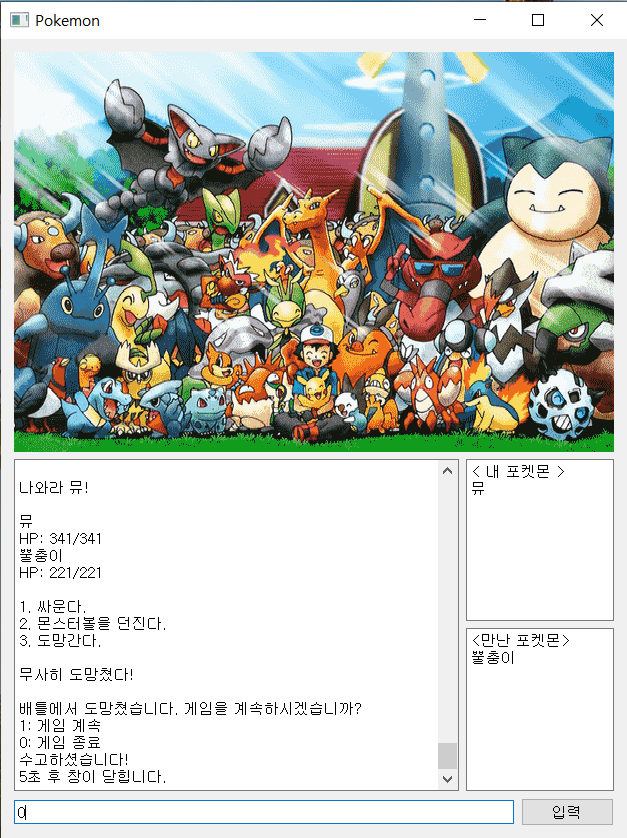 Pokemon
나와라 뮤!
뮤
HP: 341/341
뿔충이
HP: 221/221
1. 싸운다.
2. 몬스터볼을 던진다.
3. 도망간다.
무사히 도망쳤다!
배틀에서 도망쳤습니다. 게임을 계속하시겠습니까?
1: 게임 계속
0: 게임 종료
수고하셨습니다!
5초 후 창이 닫힙니다.
< 내 포켓몬 >
뮤
<만난 포켓몬>
뿔충이
0
입력